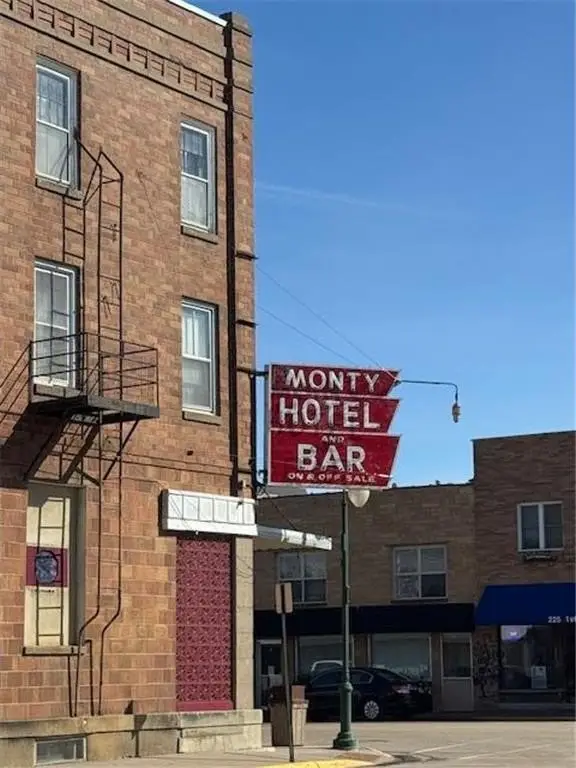 MONTY
HOTEL
AND
BAR
ON & OFF SALE
225